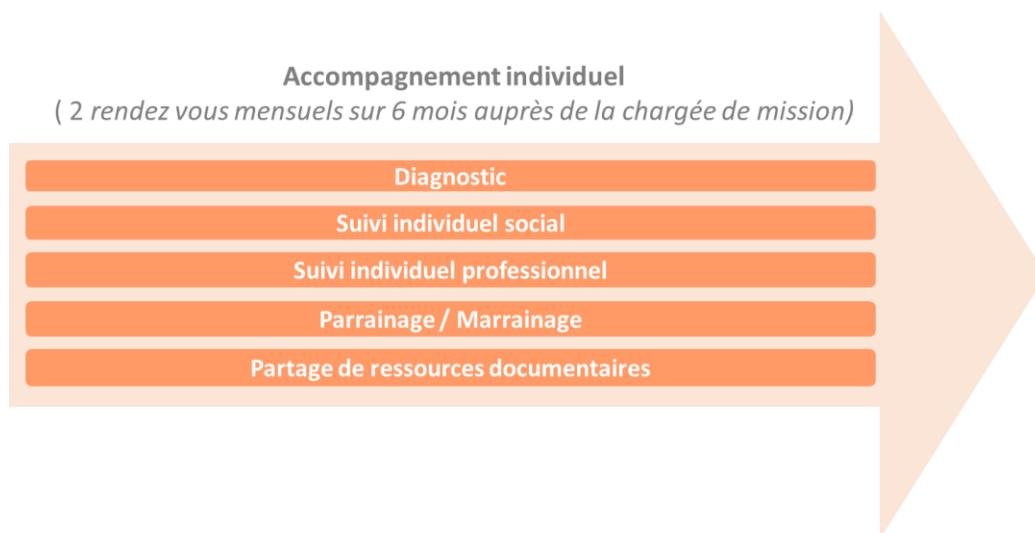 Accompagnement individuel
( 2 rendez vous mensuels sur 6 mois auprès de la chargée de mission)
Diagnostic
Suivi individuel social
Suivi individuel professionnel
Parrainage / Marrainage
Partage de ressources documentaires